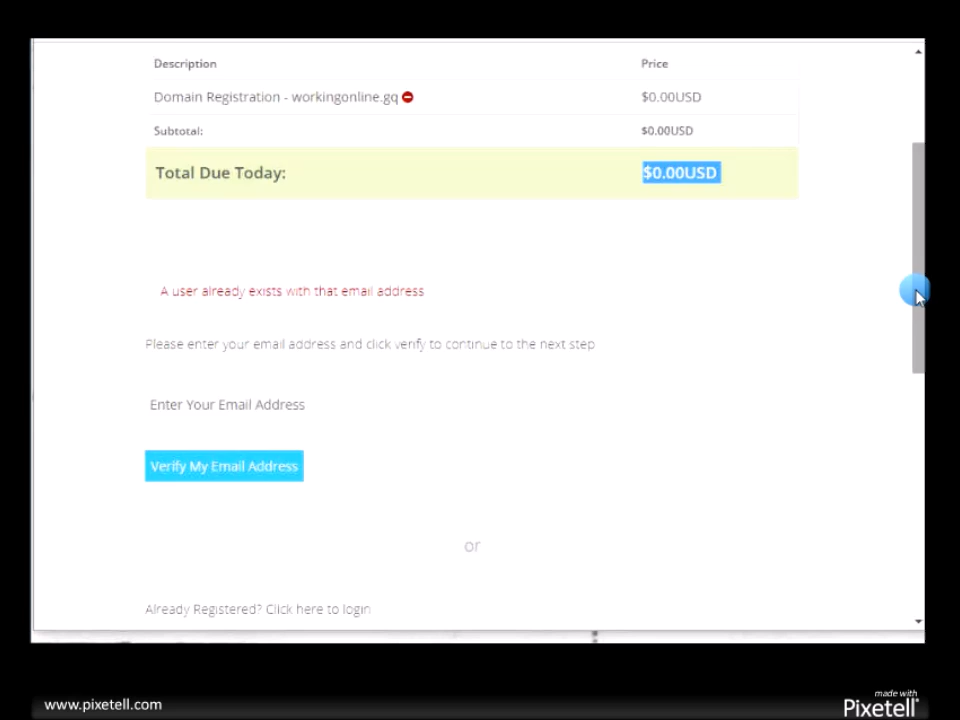 Description Price
Domain Registration - workingonline.gq $0.00USD
Subtotal: $0.00USD
Total Due Today: $0.00USD
A user already exists with that email address
Please enter your email address and click verify to continue to the next step
Enter Your Email Address
Verify My Email Address
or
Already Registered? Click here to login
www.pixetell.com
made with
Pixetell